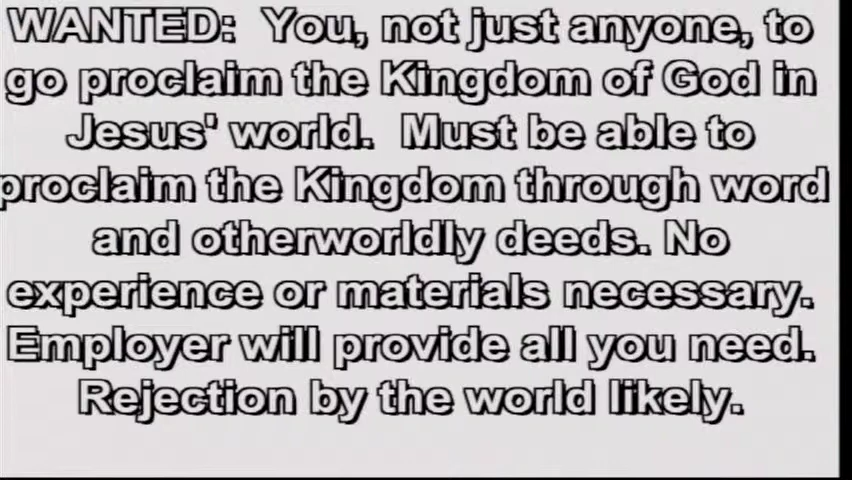 WANTED:  You, not just anyone, to
go proclaim the Kingdom of God in
Jesus' world.  Must be able to
proclaim the Kingdom through word
and otherworldly deeds. No
experience or materials necessary.
Employer will provide all you need.
Rejection by the world likely.